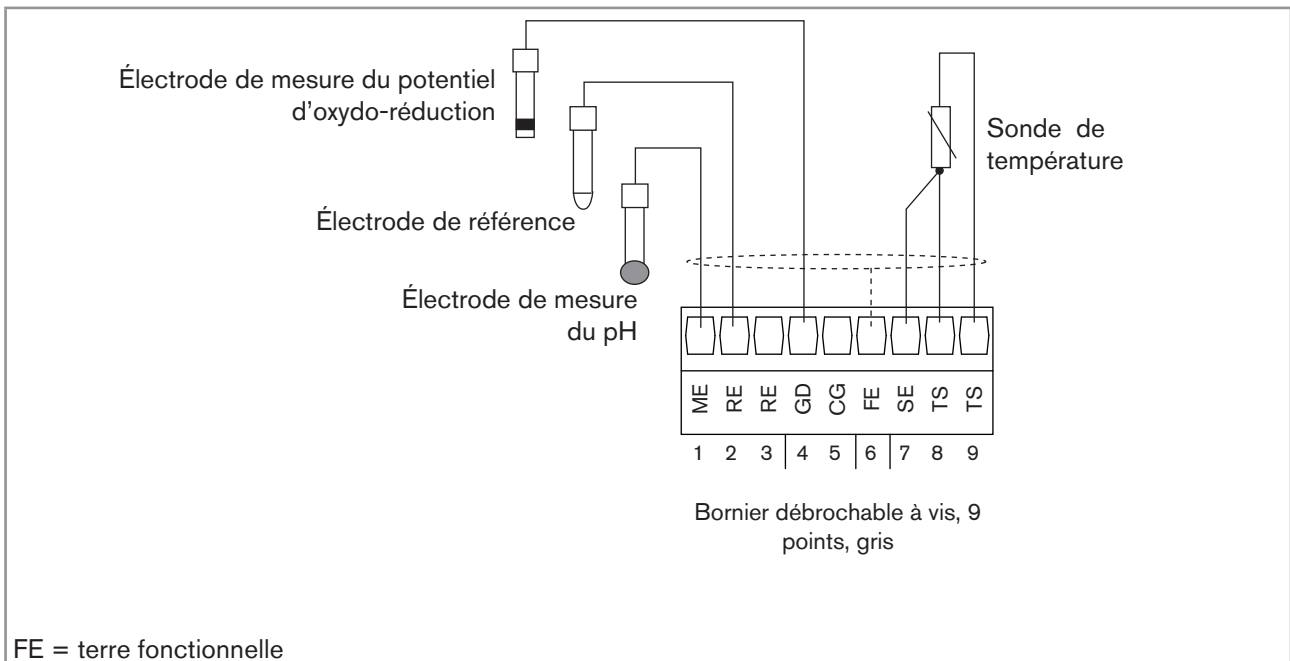 Électrode de mesure du potentiel
d'oxydo-réduction
Sonde de
température
Électrode de référence
Électrode de mesure
du pH
ME RE RE GD CG FE SE TS TS
1 2 3 4 5 6 7 8 9
Bornier débrochable à vis, 9
points, gris
FE = terre fonctionnelle